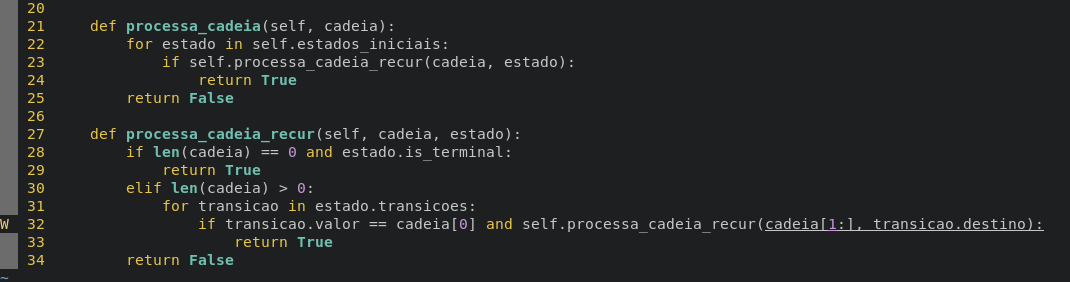 20
21     def processa_cadeia(self, cadeia):
22         for estado in self.estados_iniciais:
23             if self.processa_cadeia_recur(cadeia, estado):
24                 return True
25         return False
26
27     def processa_cadeia_recur(self, cadeia, estado):
28         if len(cadeia) == 0 and estado.is_terminal:
29             return True
30         elif len(cadeia) > 0:
31             for transicao in estado.transicoes:
W 32                 if transicao.valor == cadeia[0] and self.processa_cadeia_recur(cadeia[1:], transicao.destino):
33                     return True
34         return False
~